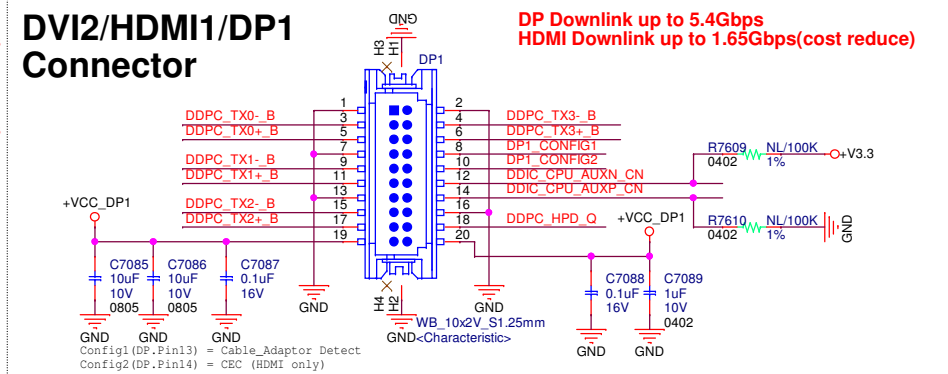 DVI2/HDMI1/DP1
Connector
DP Downlink up to 5.4Gbps
HDMI Downlink up to 1.65Gbps(cost reduce)
GND
H3
H1
DP1
1
2
DDPC_TX0-_B
3
4
DDPC_TX3-_B
DDPC_TX0+_B
5
6
DDPC_TX3+_B
7
8
DP1_CONFIG1
DDPC_TX1-_B
9
10
DP1_CONFIG2
DDPC_TX1+_B
11
12
DDIC_CPU_AUXN_CN
13
14
DDIC_CPU_AUXP_CN
DDPC_TX2-_B
15
16
DDPC_TX2+_B
17
18
DDPC_HPD_Q
19
20
R7609
NL/100K
0402
1%
+V3.3
R7610
NL/100K
0402
1%
GND
+VCC_DP1
+VCC_DP1
C7085
10uF
10V
0805
C7086
10uF
10V
0805
C7087
0.1uF
16V
C7088
0.1uF
16V
C7089
1uF
10V
0402
GND
GND
GND
GND
GND
GND
GND
H4
H2
GND
WB_10x2V_S1.25mm
<Characteristic>
Config1(DP.Pin13) = Cable_Adaptor Detect
Config2(DP.Pin14) = CEC (HDMI only)